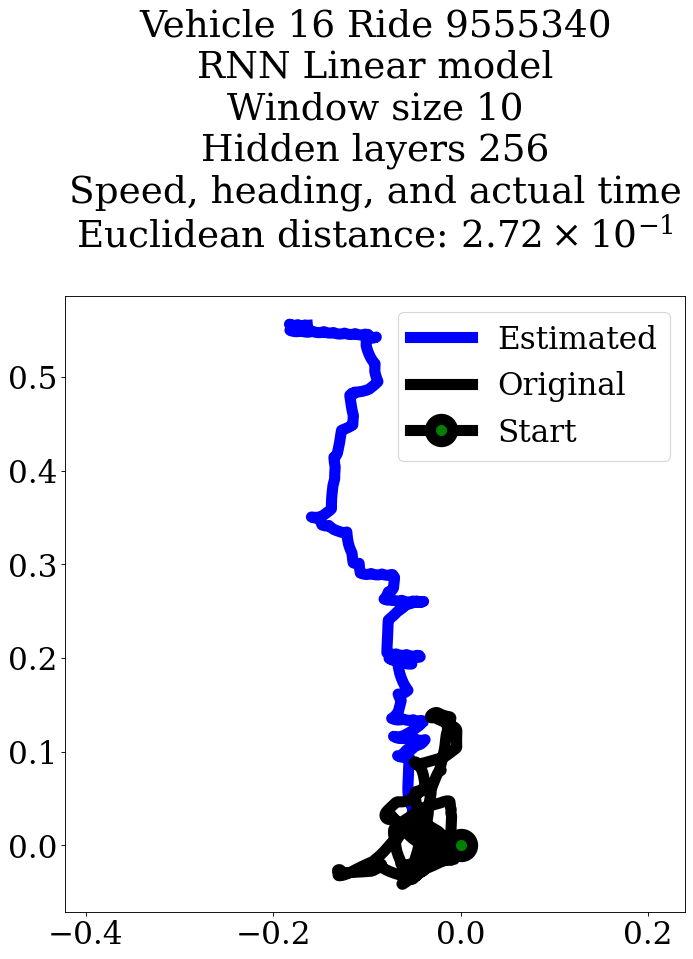 Vehicle 16 Ride 9555340
RNN Linear model
Window size 10
Hidden layers 256
Speed, heading, and actual time
Euclidean distance: 2.72 × 10⁻¹
Estimated
Original
Start
0.5
0.4
0.3
0.2
0.1
0.0
−0.4 −0.2 0.0 0.2